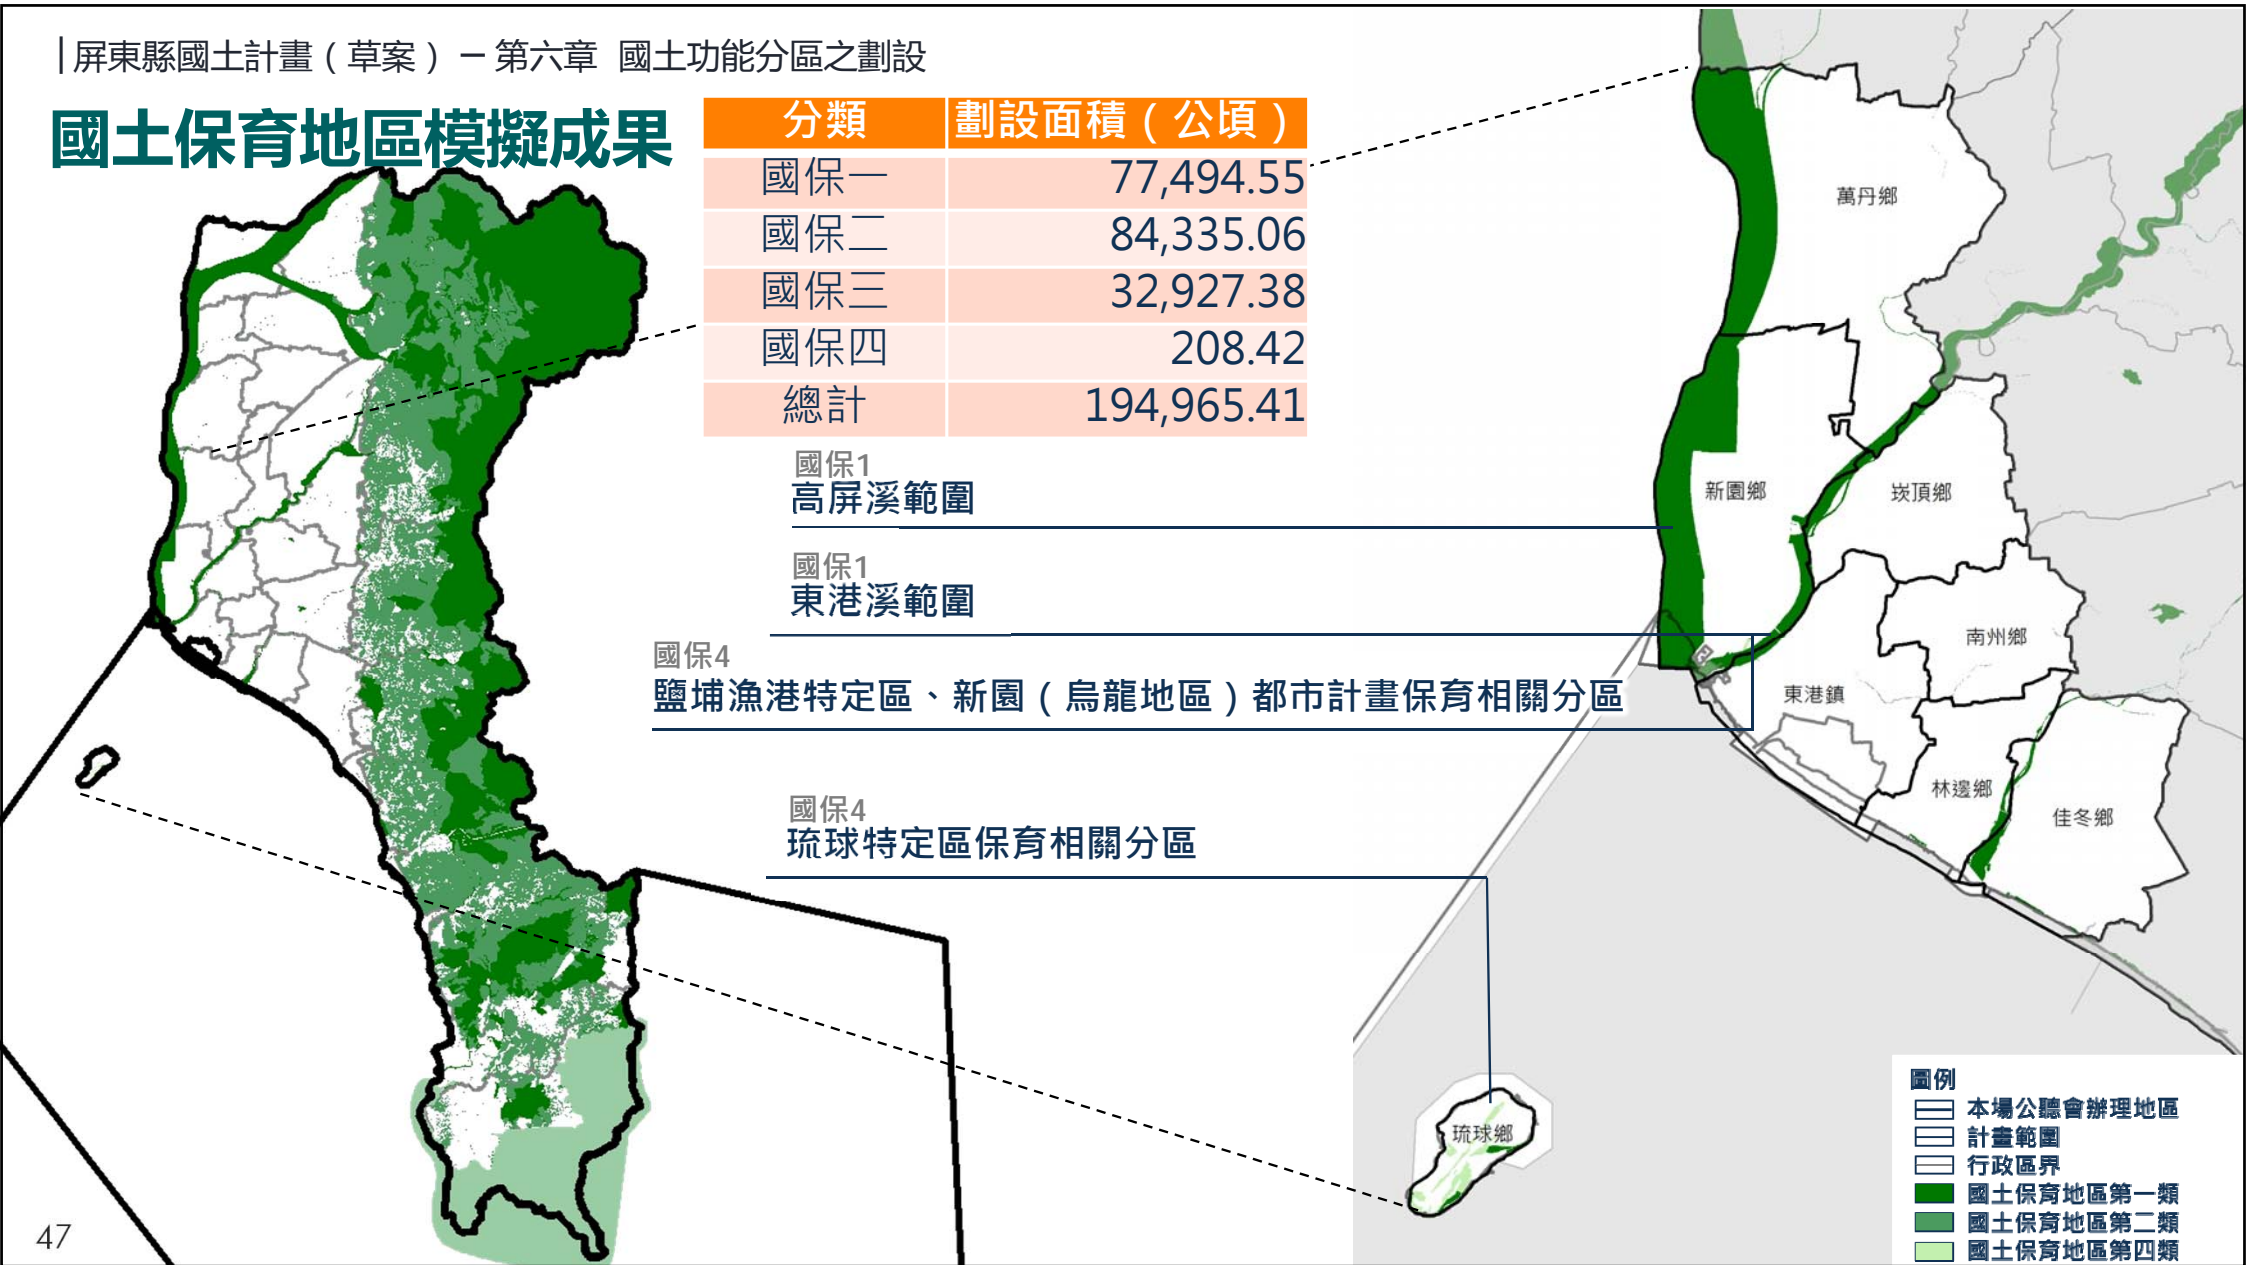 |屏東縣國土計畫（草案）－第六章 國土功能分區之劃設
國土保育地區模擬成果
分類 劃設面積（公頃）
國保一 77,494.55
國保二 84,335.06
國保三 32,927.38
國保四 208.42
總計 194,965.41
國保1
高屏溪範圍
國保1
東港溪範圍
國保4
鹽埔漁港特定區、新園（烏龍地區）都市計畫保育相關分區
國保4
琉球特定區保育相關分區
萬丹鄉
新園鄉
崁頂鄉
南州鄉
東港鎮
林邊鄉
佳冬鄉
琉球鄉
圖例
本場公聽會辦理地區
計畫範圍
行政區界
國土保育地區第一類
國土保育地區第二類
國土保育地區第四類
47